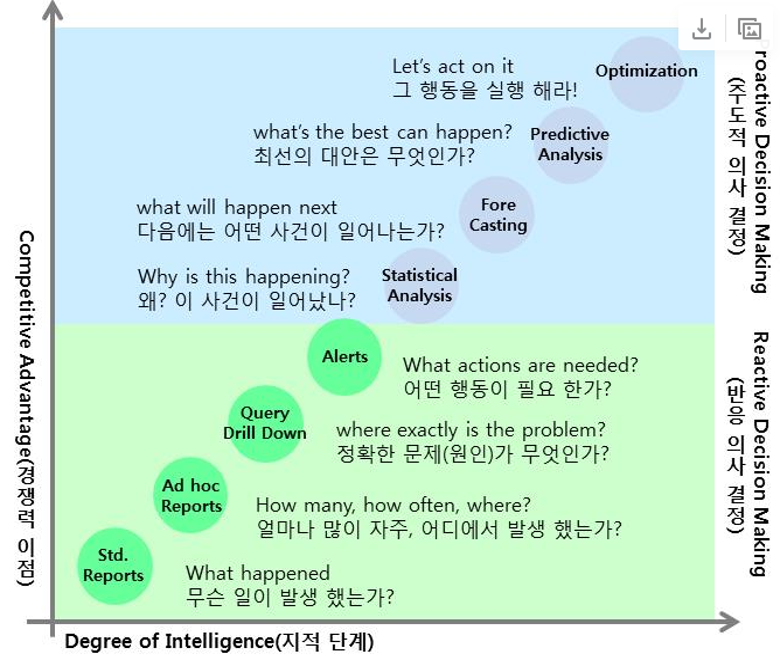 Let's act on it
그 행동을 실행 해라!
Optimization
what's the best can happen?
최선의 대안은 무엇인가?
Predictive
Analysis
what will happen next
다음에는 어떤 사건이 일어나는가?
Fore
Casting
Why is this happening?
왜? 이 사건이 일어났나?
Statistical
Analysis
Alerts
What actions are needed?
어떤 행동이 필요 한가?
Query
Drill Down
where exactly is the problem?
정확한 문제(원인)가 무엇인가?
Ad hoc
Reports
How many, how often, where?
얼마나 많이 자주, 어디에서 발생 했는가?
Std.
Reports
What happened
무슨 일이 발생 했는가?
Competitive Advantage(경쟁력 이점)
Degree of Intelligence(지적 단계)
roactive Decision Making
(주도적 의사 결정)
Reactive Decision Making
(반응 의사 결정)